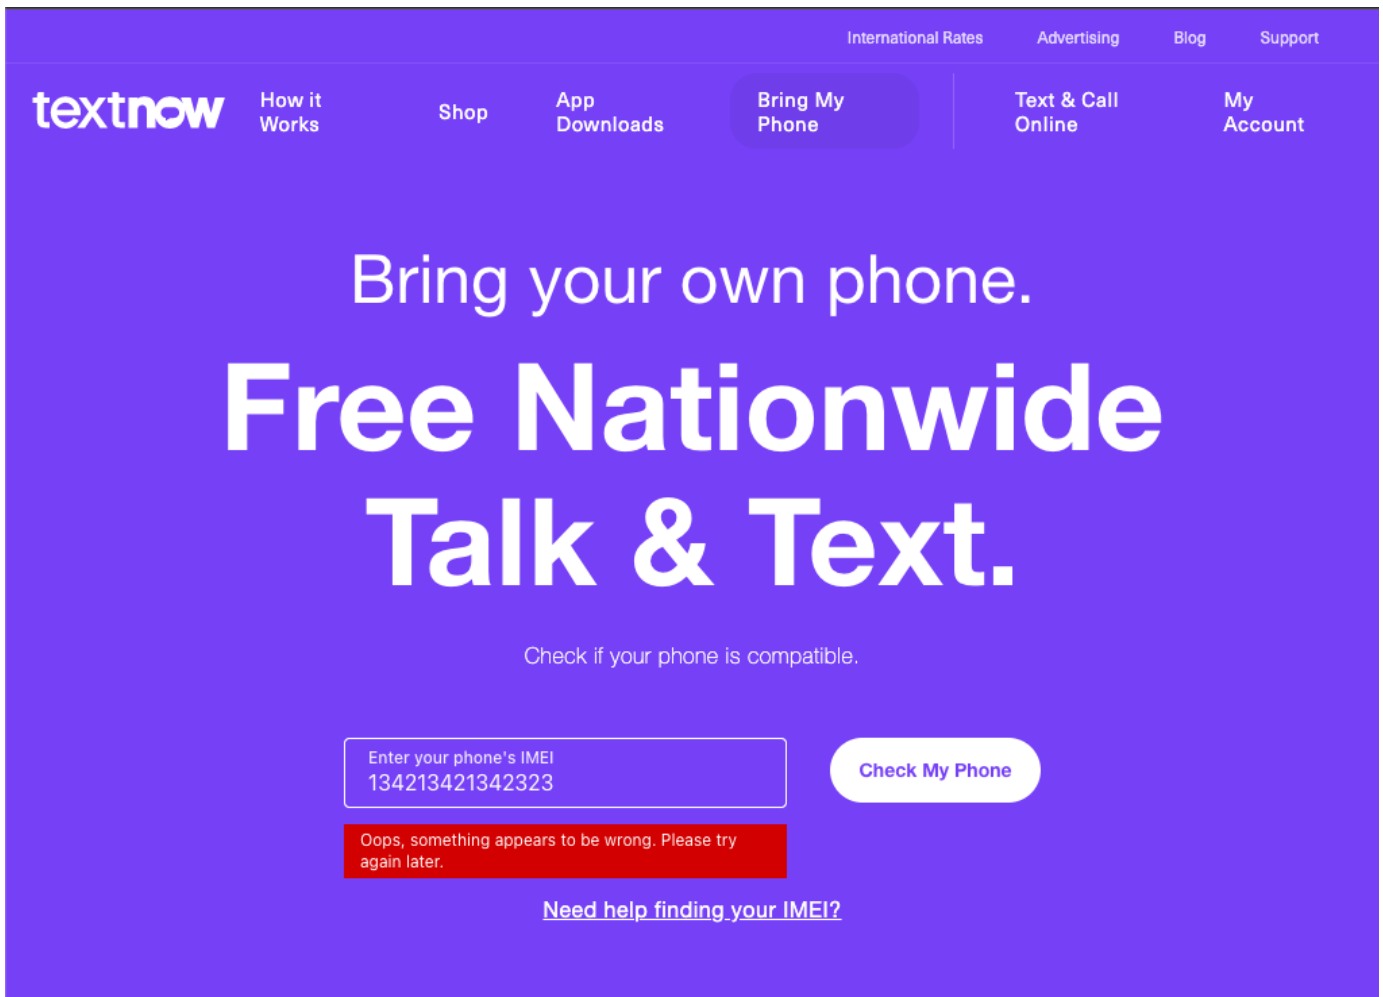 International Rates Advertising Blog Support
textnow
How it
Works
Shop
App
Downloads
Bring My
Phone
Text & Call
Online
My
Account
Bring your own phone.
Free Nationwide
Talk & Text.
Check if your phone is compatible.
Enter your phone's IMEI
134213421342323
Check My Phone
Oops, something appears to be wrong. Please try
again later.
Need help finding your IMEI?